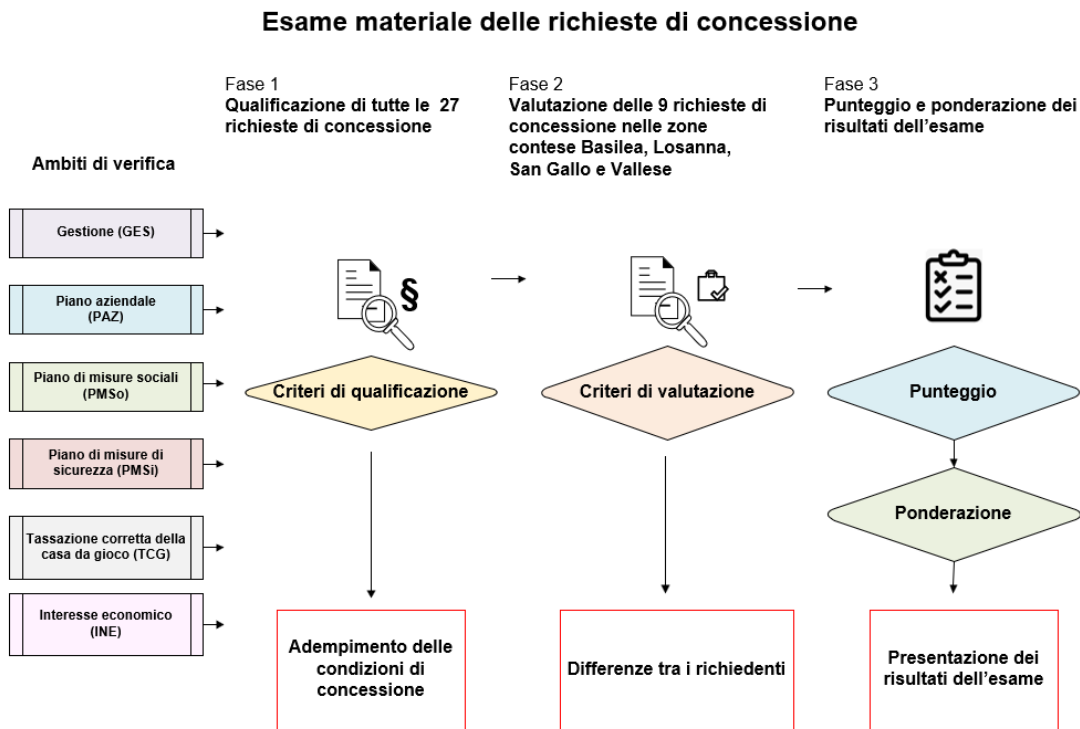 Esame materiale delle richieste di concessione
Fase 1
Qualificazione di tutte le 27
richieste di concessione
Fase 2
Valutazione delle 9 richieste di
concessione nelle zone
contese Basilea, Losanna,
San Gallo e Vallese
Fase 3
Punteggio e ponderazione dei
risultati dell'esame
Ambiti di verifica
Gestione (GES)
Piano aziendale
(PAZ)
Piano di misure sociali
(PMSo)
Piano di misure di
sicurezza (PMSi)
Tassazione corretta della
casa da gioco (TCG)
Interesse economico
(INE)
§
Criteri di qualificazione
Criteri di valutazione
Punteggio
Ponderazione
Adempimento delle
condizioni di
concessione
Differenze tra i richiedenti
Presentazione dei
risultati dell'esame